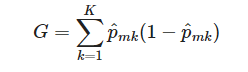 G = \sum_{k=1}^{K} \hat{p}_{mk}(1 - \hat{p}_{mk})